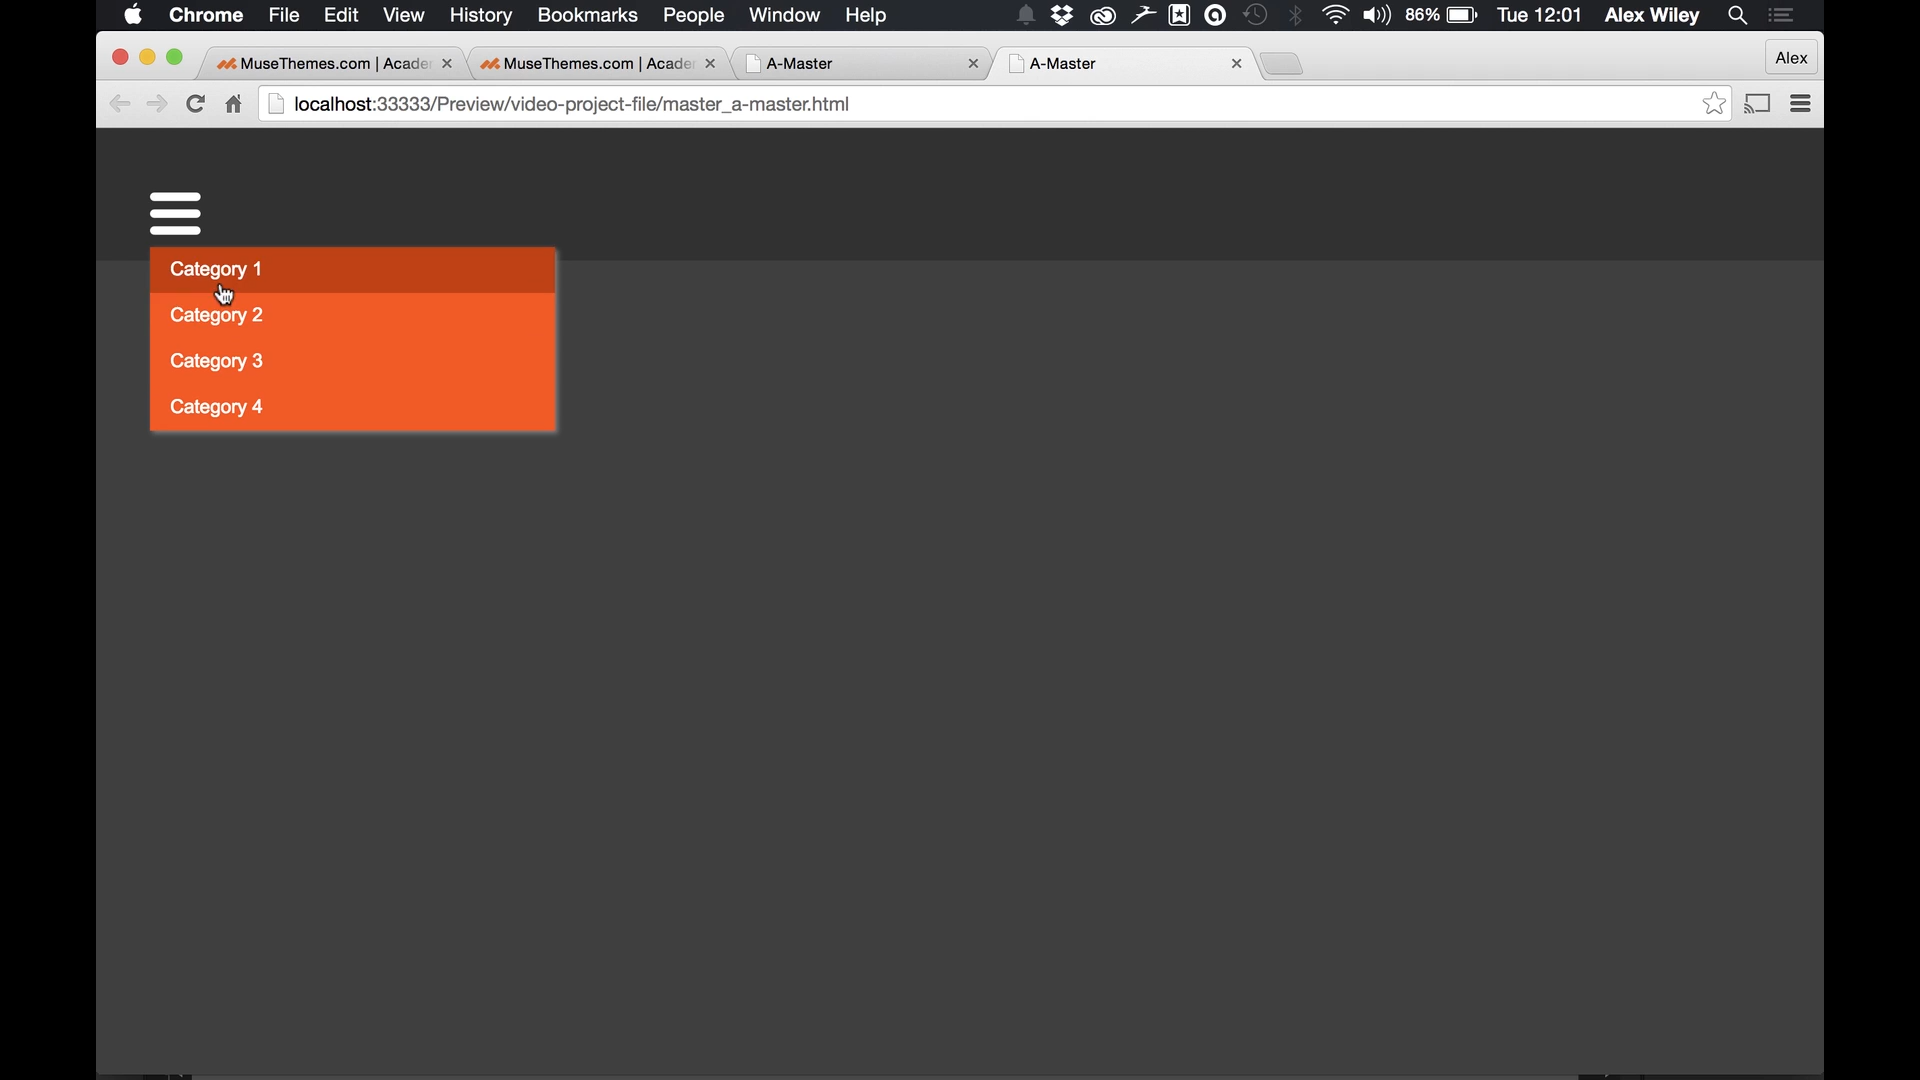 Chrome File Edit View History Bookmarks People Window Help 86% Tue 12:01 Alex Wiley
MuseThemes.com | Acade MuseThemes.com | Acade A-Master A-Master Alex
localhost:33333/Preview/video-project-file/master_a-master.html
Category 1
Category 2
Category 3
Category 4